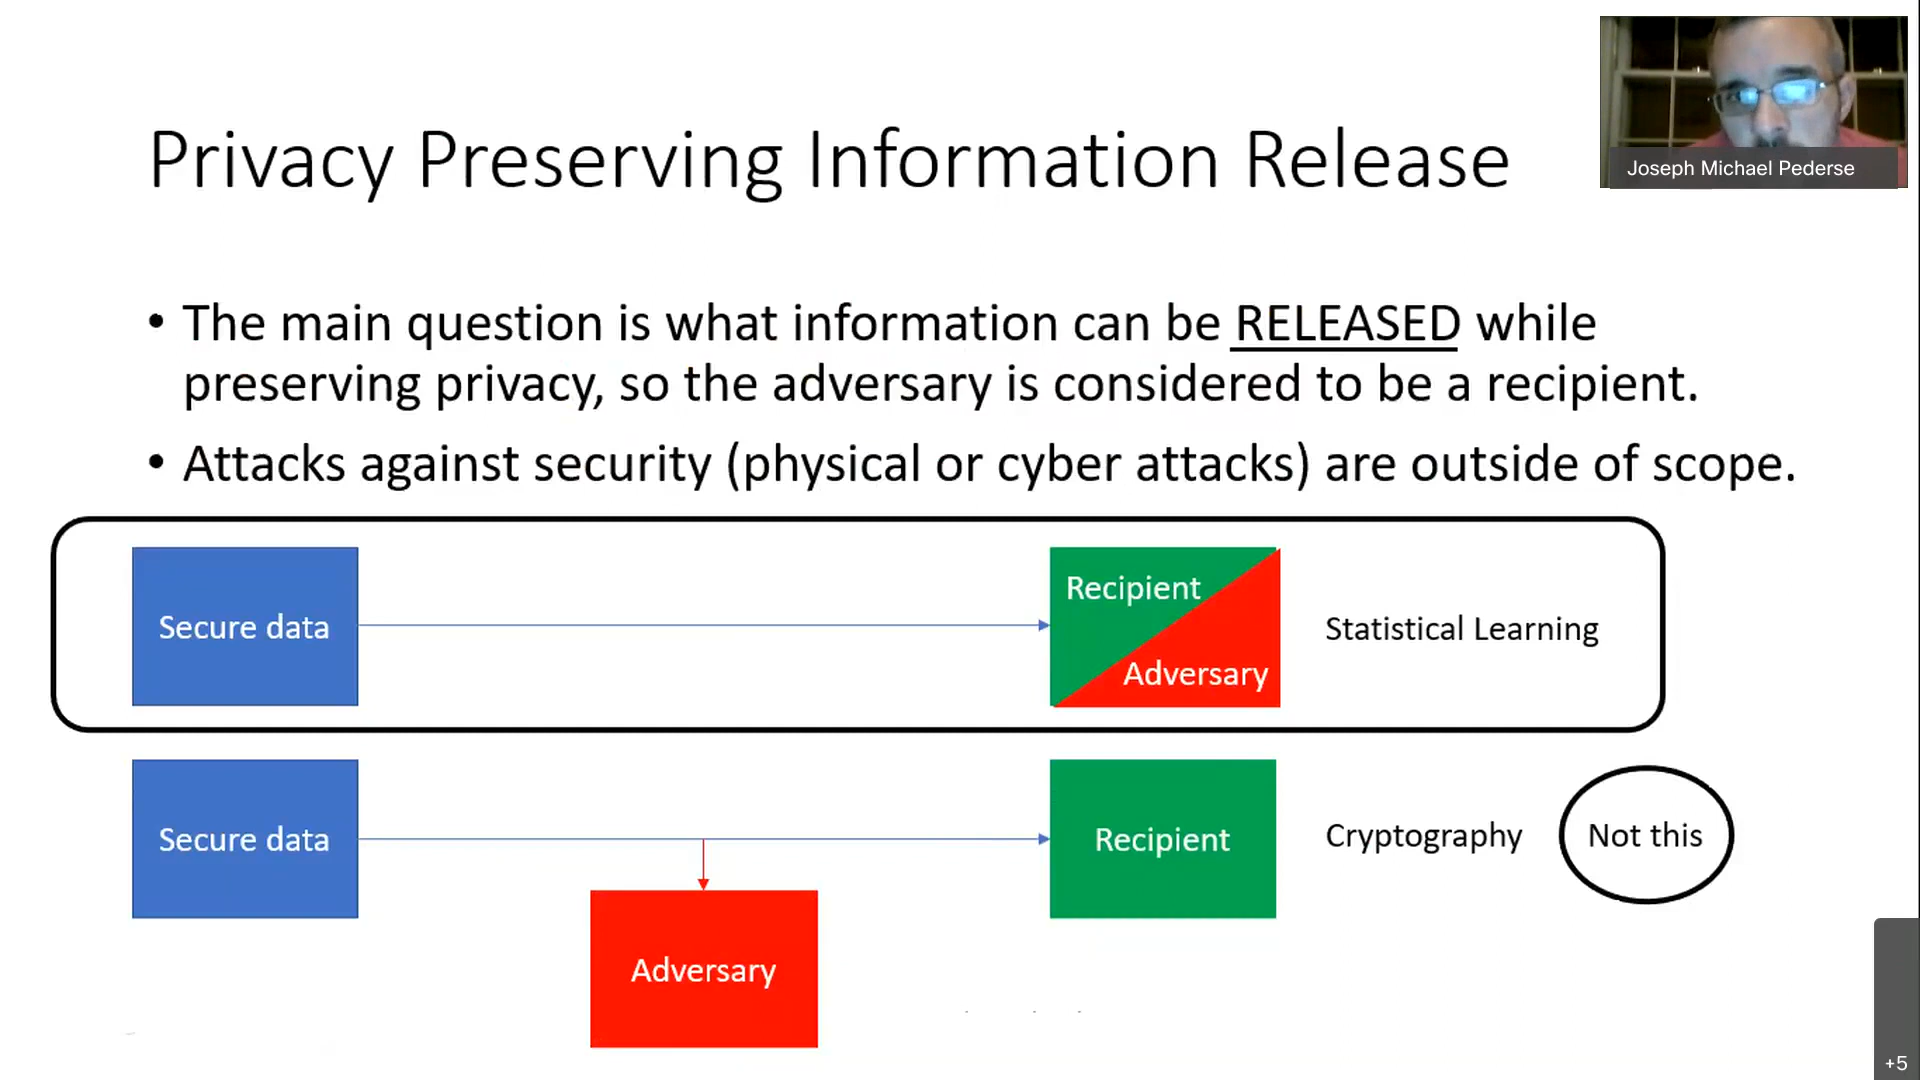 Privacy Preserving Information Release
Joseph Michael Pederse
• The main question is what information can be RELEASED while
preserving privacy, so the adversary is considered to be a recipient.
• Attacks against security (physical or cyber attacks) are outside of scope.
Secure data
Recipient
Adversary
Statistical Learning
Secure data
Recipient
Cryptography
Not this
Adversary
+5